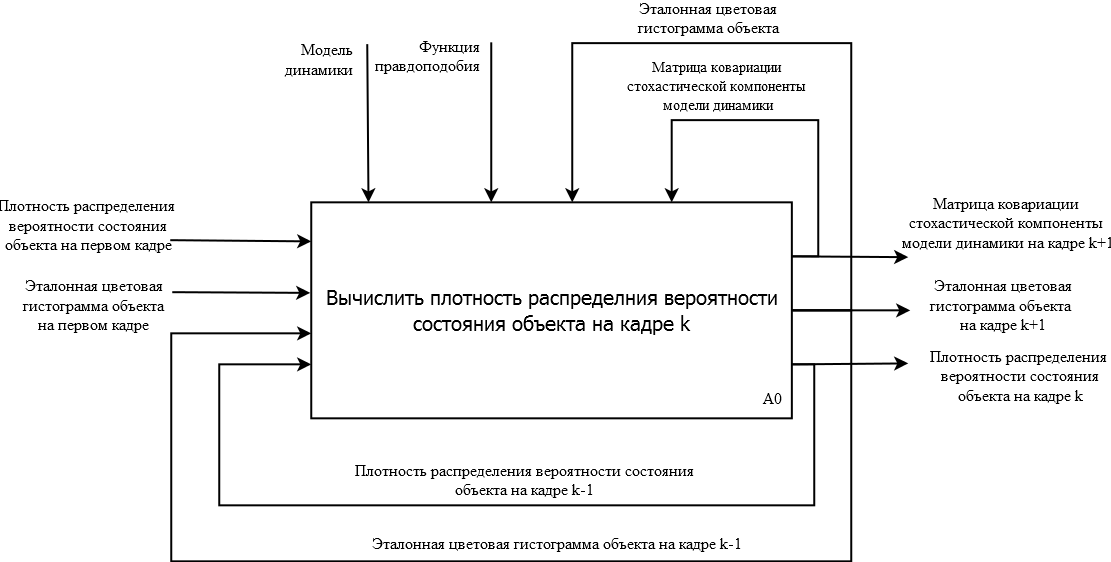 Эталонная цветовая
гистограмма объекта
Модель
динамики
Функция
правдоподобия
Матрица ковариации
стохастической компоненты
модели динамики
Плотность распределения
вероятности состояния
объекта на первом кадре
Эталонная цветовая
гистограмма объекта
на первом кадре
Вычислить плотность распределния вероятности
состояния объекта на кадре k
A0
Матрица ковариации
стохастической компоненты
модели динамики на кадре k+1
Эталонная цветовая
гистограмма объекта
на кадре k+1
Плотность распределения
вероятности состояния
объекта на кадре k
Плотность распределения вероятности состояния
объекта на кадре k-1
Эталонная цветовая гистограмма объекта на кадре k-1